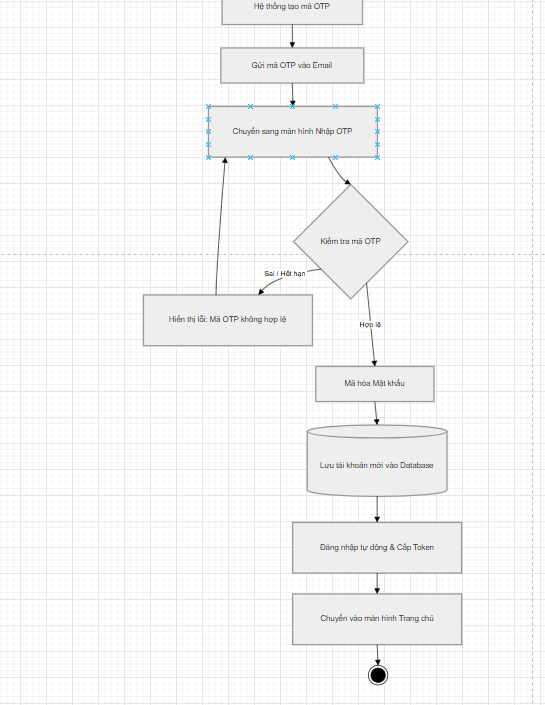 Hệ thống tạo mã OTP
Gửi mã OTP vào Email
Chuyển sang màn hình Nhập OTP
Kiểm tra mã OTP
Sai / Hết hạn
Hiển thị lỗi: Mã OTP không hợp lệ
Hợp lệ
Mã hóa Mật khẩu
Lưu tài khoản mới vào Database
Đăng nhập tự động & Cấp Token
Chuyển vào màn hình Trang chủ